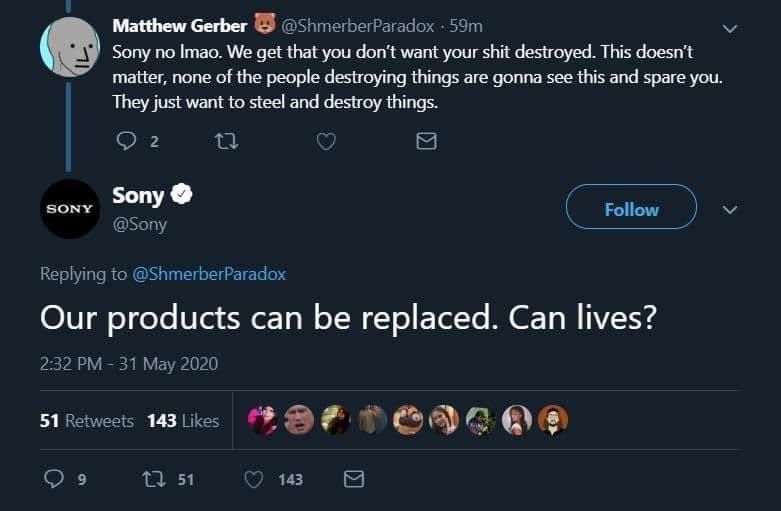 Matthew Gerber 🐻 @ShmerberParadox · 59m
Sony no lmao. We get that you don't want your shit destroyed. This doesn't
matter, none of the people destroying things are gonna see this and spare you.
They just want to steel and destroy things.
2
SONY
Sony
@Sony
Follow
Replying to @ShmerberParadox
Our products can be replaced. Can lives?
2:32 PM - 31 May 2020
51 Retweets 143 Likes
9 51 143